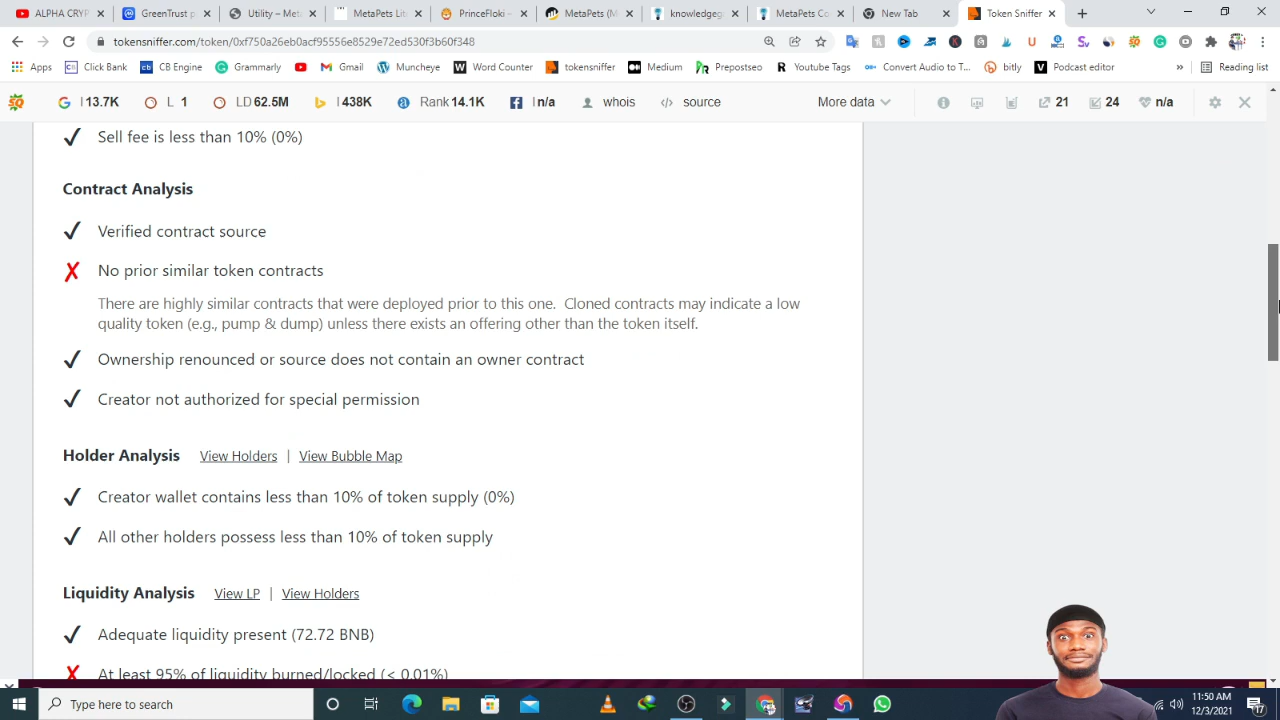 ALPHA CRYP
GreenTrust p
Utility – Met
MetaPets Lit
PrinceFloki –
MetaPets (M
knowledge
MetaPets Co
New Tab
Token Sniffer
tokensniffer.com/token/0xf750a26eb0acf95556e8529e72ed530f3b60f348
Apps
Click Bank
CB Engine
Grammarly
Gmail
Muncheye
Word Counter
tokensniffer
Medium
Prepostseo
Youtube Tags
Convert Audio to T...
bitly
Podcast editor
»
Reading list
I 13.7K
L 1
LD 62.5M
I 438K
Rank 14.1K
I n/a
whois
source
More data
21
24
n/a
Sell fee is less than 10% (0%)
Contract Analysis
Verified contract source
No prior similar token contracts
There are highly similar contracts that were deployed prior to this one. Cloned contracts may indicate a low
quality token (e.g., pump & dump) unless there exists an offering other than the token itself.
Ownership renounced or source does not contain an owner contract
Creator not authorized for special permission
Holder Analysis View Holders | View Bubble Map
Creator wallet contains less than 10% of token supply (0%)
All other holders possess less than 10% of token supply
Liquidity Analysis View LP | View Holders
Adequate liquidity present (72.72 BNB)
At least 95% of liquidity burned/locked (< 0.01%)
Type here to search
11:50 AM
12/3/2021